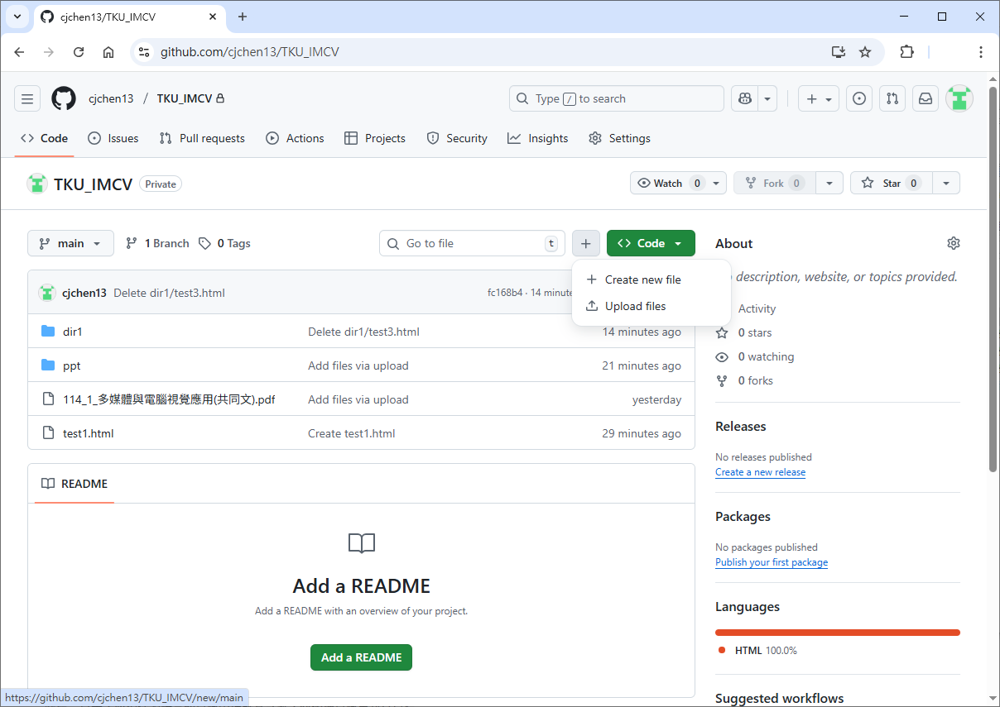 cjchen13/TKU_IMCV
github.com/cjchen13/TKU_IMCV
cjchen13 / TKU_IMCV
Type / to search
Code Issues Pull requests Actions Projects Security Insights Settings
TKU_IMCV Private
Watch 0 Fork 0 Star 0
main 1 Branch 0 Tags
Go to file t
Code
Create new file
Upload files
cjchen13 Delete dir1/test3.html fc168b4 · 14 minute
dir1 Delete dir1/test3.html 14 minutes ago
ppt Add files via upload 21 minutes ago
114_1_多媒體與電腦視覺應用(共同文).pdf Add files via upload yesterday
test1.html Create test1.html 29 minutes ago
README
Add a README
Add a README with an overview of your project.
Add a README
About
description, website, or topics provided.
Activity
0 stars
0 watching
0 forks
Releases
No releases published
Create a new release
Packages
No packages published
Publish your first package
Languages
HTML 100.0%
Suggested workflows
https://github.com/cjchen13/TKU_IMCV/new/main